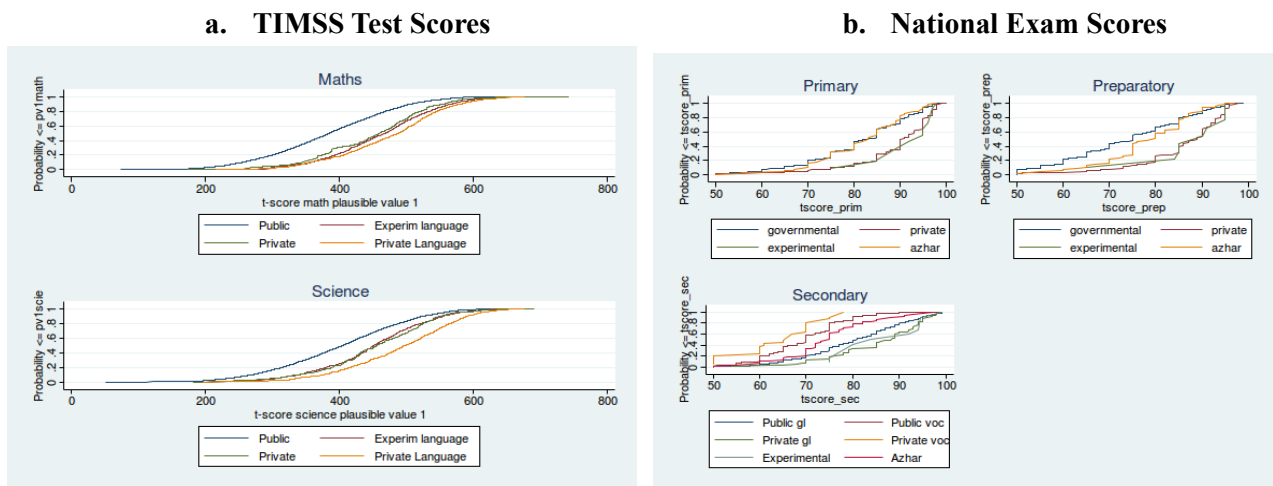 a. TIMSS Test Scores
Maths
Probability <= pv1math
0 .2 .4 .6 .8 1
0 200 400 600 800
t-score math plausible value 1
Public Experim language
Private Private Language
Science
Probability <= pv1scie
0 .2 .4 .6 .8 1
0 200 400 600 800
t-score science plausible value 1
Public Experim language
Private Private Language
b. National Exam Scores
Primary
Probability <= tscore_prim
0 .2 .4 .6 .8 1
50 60 70 80 90 100
tscore_prim
governmental private
experimental azhar
Preparatory
Probability <= tscore_prep
0 .2 .4 .6 .8 1
50 60 70 80 90 100
tscore_prep
governmental private
experimental azhar
Secondary
Probability <= tscore_sec
0 .2 .4 .6 .8 1
50 60 70 80 90 100
tscore_sec
Public gl Public voc
Private gl Private voc
Experimental Azhar